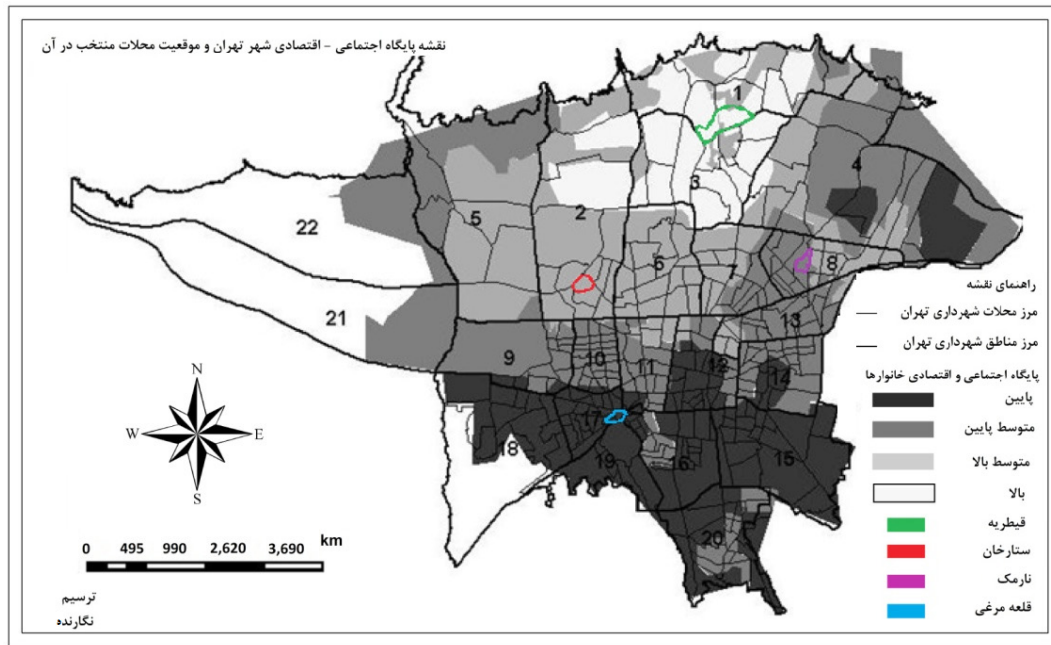 نقشه پایگاه اجتماعی - اقتصادی شهر تهران و موقعیت محلات منتخب در آن
1
4
3
2
5
22
6
7
8
21
13
9
10
11
12
14
17
18
19
16
15
20
N
W
E
S
km
0 495 990 2,620 3,690
ترسیم
نگارنده
راهنمای نقشه
مرز محلات شهرداری تهران
مرز مناطق شهرداری تهران
پایگاه اجتماعی و اقتصادی خانوارها
پایین
متوسط پایین
متوسط بالا
بالا
قیطریه
ستارخان
نارمک
قلعه مرغی